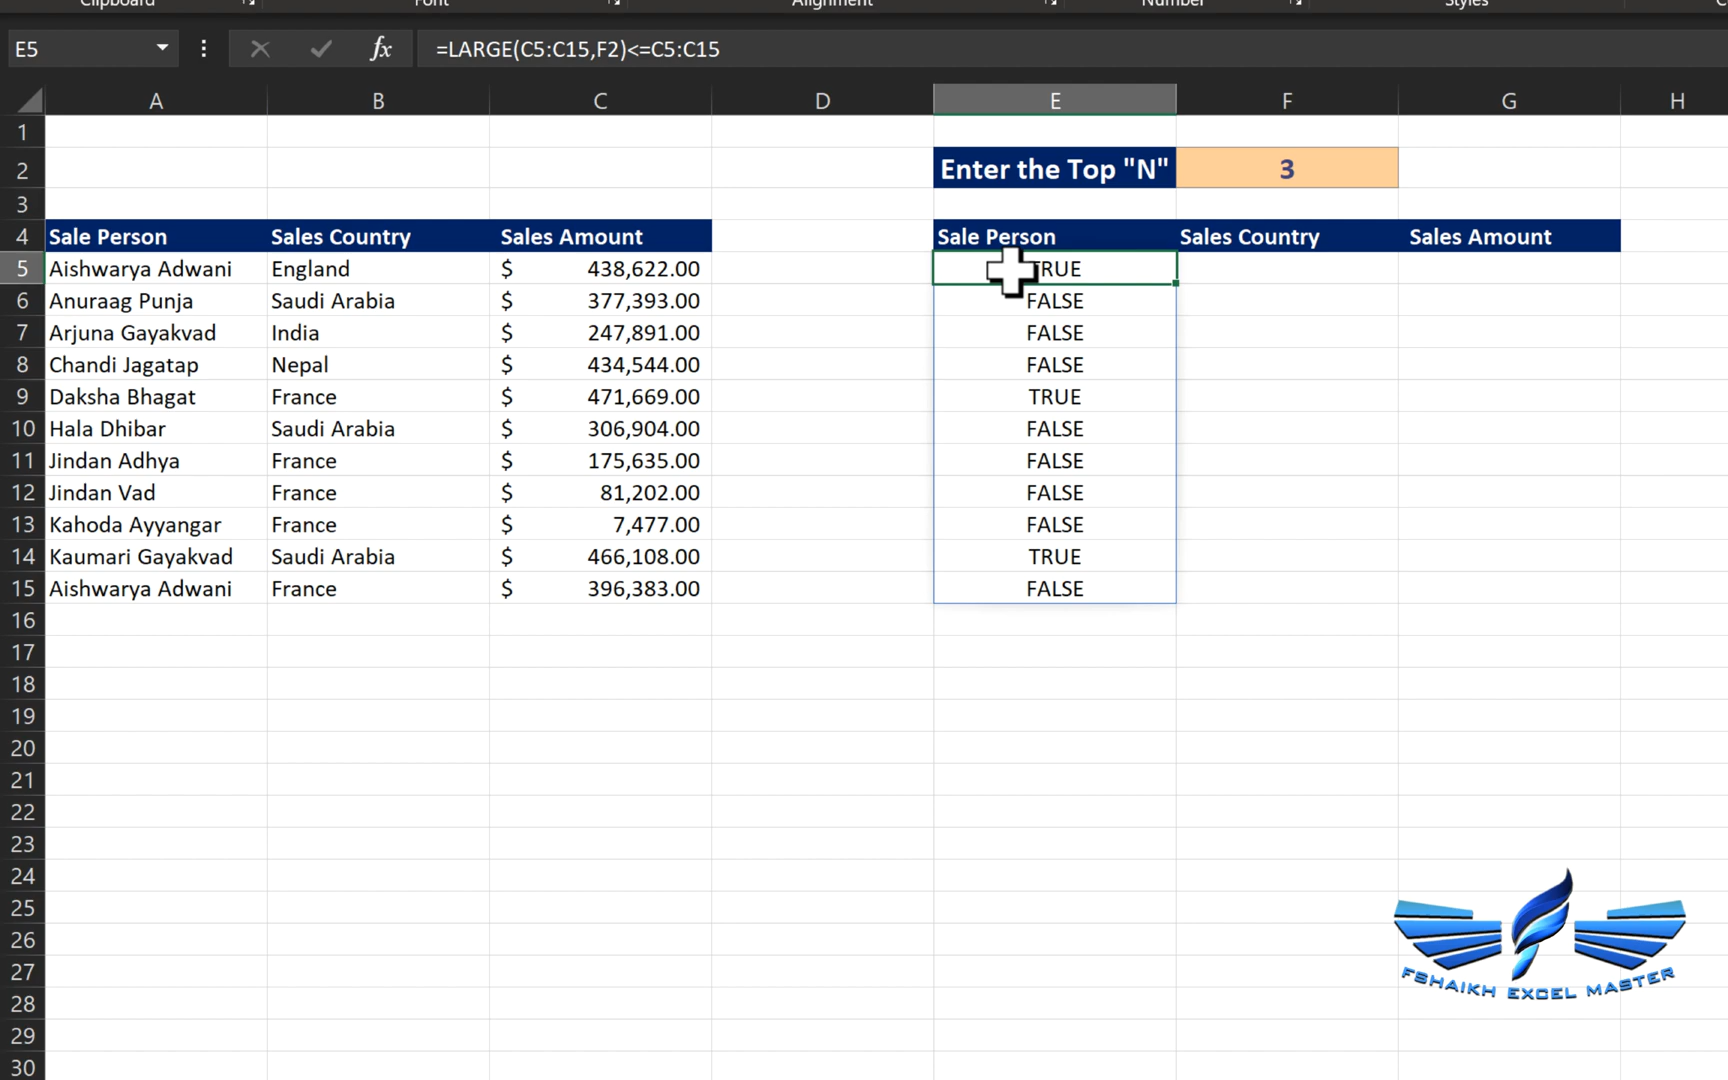 Clipboard Font Alignment Number Styles
E5 fx =LARGE(C5:C15,F2)<=C5:C15
A B C D E F G H
1
2 Enter the Top "N" 3
3
4 Sale Person Sales Country Sales Amount Sale Person Sales Country Sales Amount
5 Aishwarya Adwani England $ 438,622.00 TRUE
6 Anuraag Punja Saudi Arabia $ 377,393.00 FALSE
7 Arjuna Gayakvad India $ 247,891.00 FALSE
8 Chandi Jagatap Nepal $ 434,544.00 FALSE
9 Daksha Bhagat France $ 471,669.00 TRUE
10 Hala Dhibar Saudi Arabia $ 306,904.00 FALSE
11 Jindan Adhya France $ 175,635.00 FALSE
12 Jindan Vad France $ 81,202.00 FALSE
13 Kahoda Ayyangar France $ 7,477.00 FALSE
14 Kaumari Gayakvad Saudi Arabia $ 466,108.00 TRUE
15 Aishwarya Adwani France $ 396,383.00 FALSE
16
17
18
19
20
21
22
23
24
25
26
27
28
29
30
FSHAIKH EXCEL MASTER